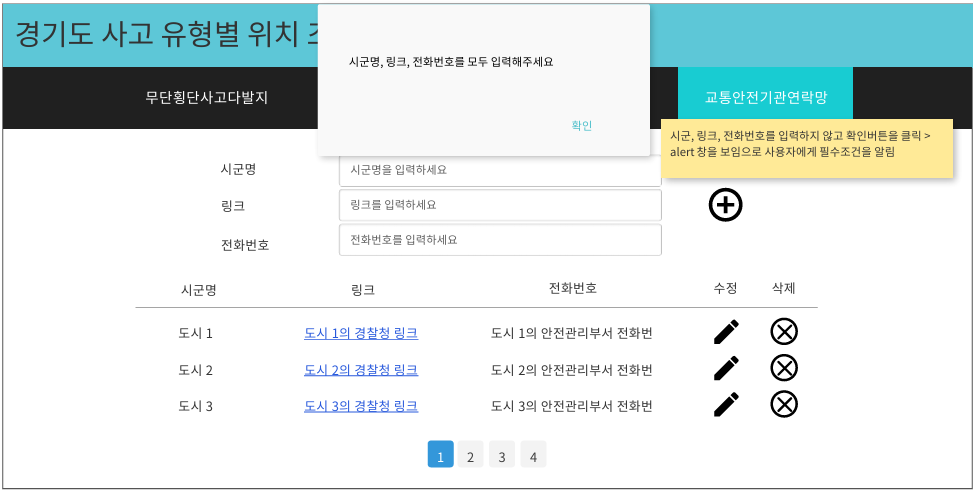 경기도 사고 유형별 위치
시군명, 링크, 전화번호를 모두 입력해주세요
확인
무단횡단사고다발지
교통안전기관연락망
시군, 링크, 전화번호를 입력하지 않고 확인버튼을 클릭 >
alert 창을 보임으로 사용자에게 필수조건을 알림
시군명 시군명을 입력하세요
링크 링크를 입력하세요
전화번호 전화번호를 입력하세요
시군명 링크 전화번호 수정 삭제
도시 1 도시 1의 경찰청 링크 도시 1의 안전관리부서 전화번
도시 2 도시 2의 경찰청 링크 도시 2의 안전관리부서 전화번
도시 3 도시 3의 경찰청 링크 도시 3의 안전관리부서 전화번
1 2 3 4